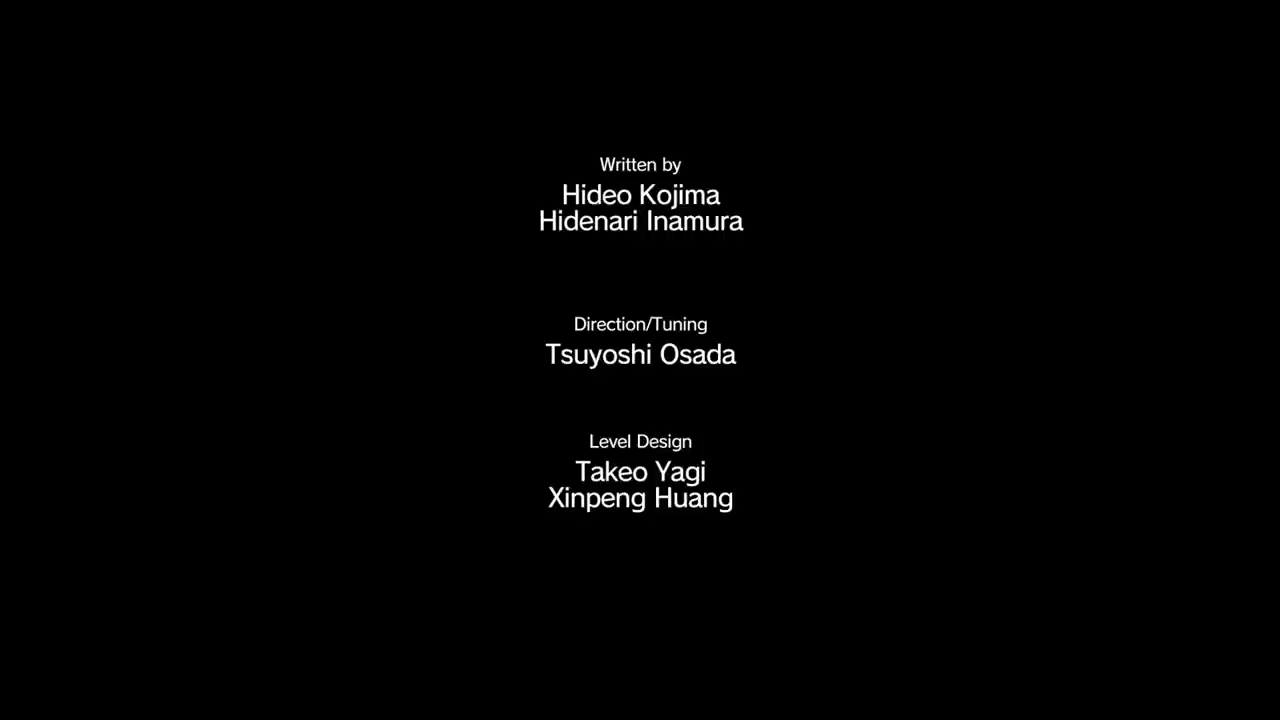 Written by
Hideo Kojima
Hidenari Inamura
Direction/Tuning
Tsuyoshi Osada
Level Design
Takeo Yagi
Xinpeng Huang